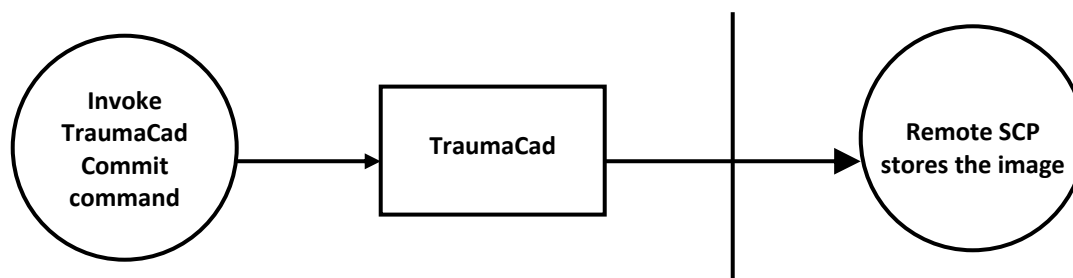 Invoke
TraumaCad
Commit
command
TraumaCad
Remote SCP
stores the image